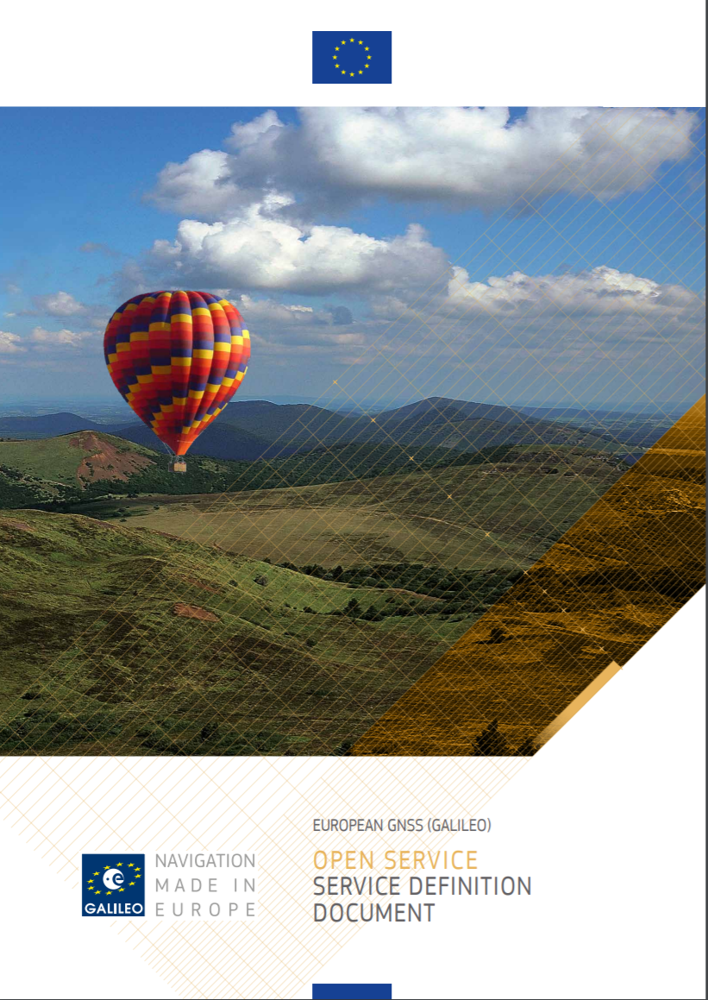 EUROPEAN GNSS (GALILEO)
OPEN SERVICE
SERVICE DEFINITION
DOCUMENT
NAVIGATION
MADE IN
EUROPE
GALILEO